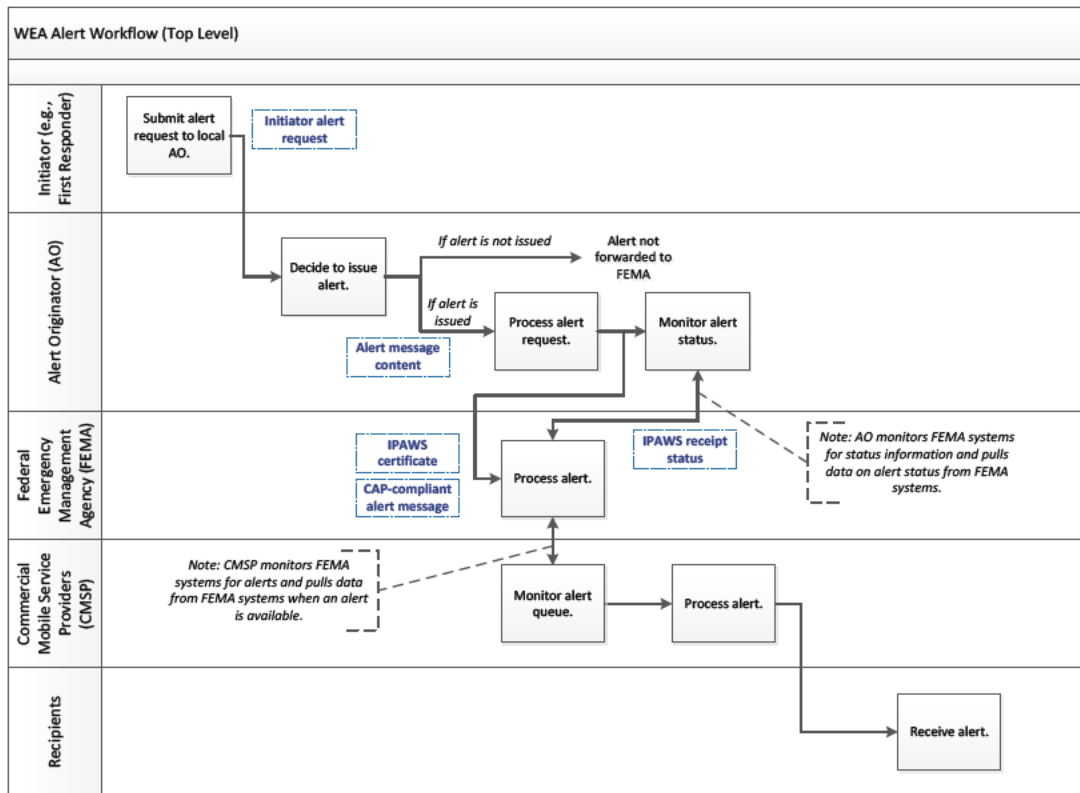 WEA Alert Workflow (Top Level)
Initiator (e.g.,
First Responder)
Submit alert
request to local
AO.
Initiator alert
request
Alert Originator (AO)
Decide to issue
alert.
If alert is not issued
Alert not
forwarded to
FEMA
If alert is
issued
Alert message
content
Process alert
request.
Monitor alert
status.
Federal
Emergency
Management
Agency (FEMA)
IPAWS
certificate
CAP-compliant
alert message
Process alert.
IPAWS receipt
status
Note: AO monitors FEMA systems
for status information and pulls
data on alert status from FEMA
systems.
Commercial
Mobile Service
Providers
(CMSP)
Note: CMSP monitors FEMA
systems for alerts and pulls data
from FEMA systems when an alert
is available.
Monitor alert
queue.
Process alert.
Recipients
Receive alert.